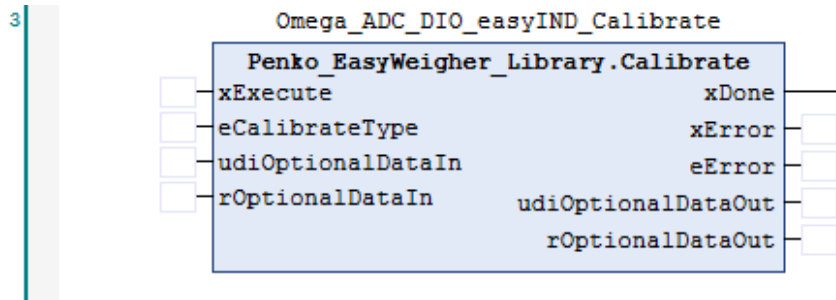 3
Omega_ADC_DIO_easyIND_Calibrate
Penko_EasyWeigher_Library.Calibrate
xExecute xDone
eCalibrateType xError
udiOptionalDataIn eError
rOptionalDataIn udiOptionalDataOut
rOptionalDataOut